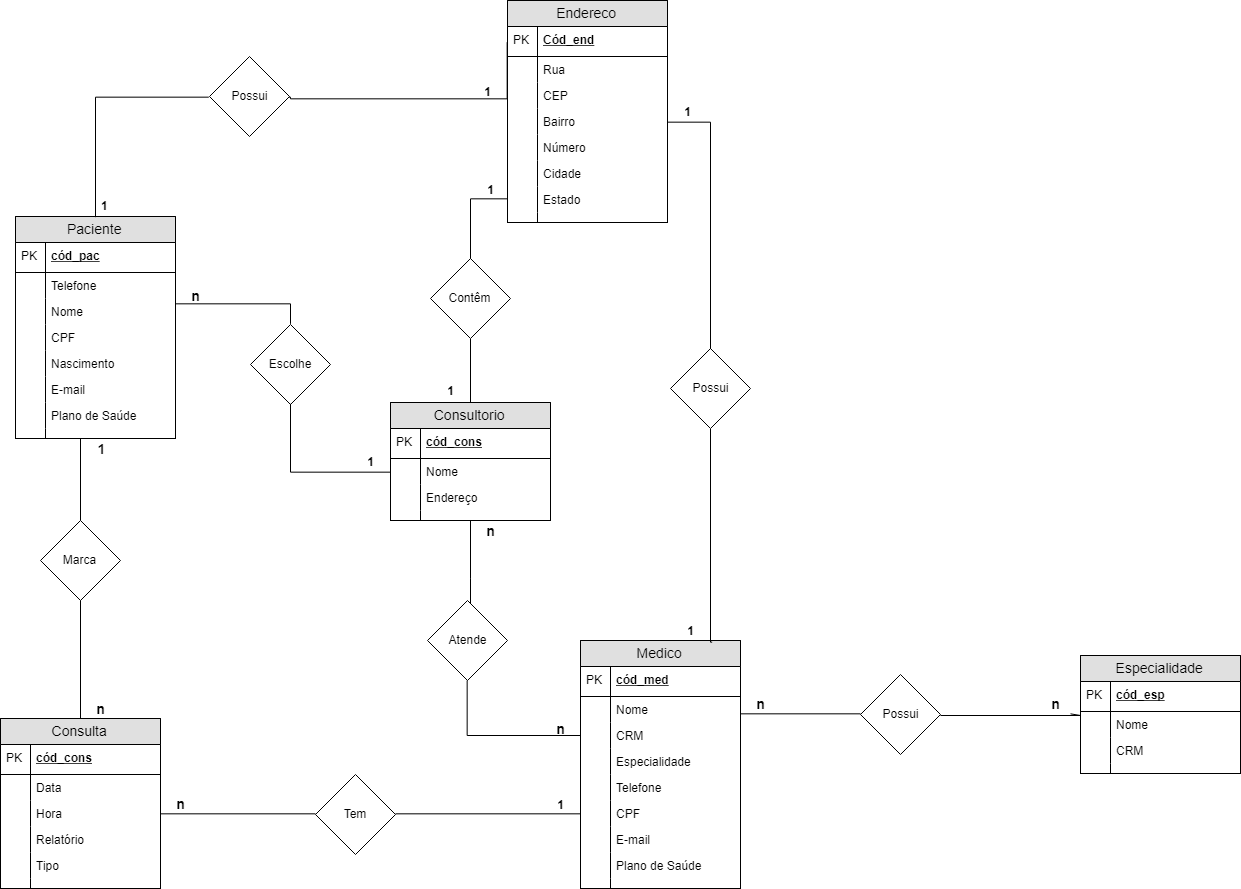 Endereco
PK Cód_end
Rua
CEP
Bairro
Número
Cidade
Estado
Possui
1
1
1
1
Paciente
PK cód_pac
Telefone
Nome
CPF
Nascimento
E-mail
Plano de Saúde
n
Escolhe
1
Contêm
1
Possui
1
Consultorio
PK cód_cons
Nome
Endereço
1
Marca
n
n
Atende
n
Medico
PK cód_med
Nome
CRM
Especialidade
Telefone
CPF
E-mail
Plano de Saúde
n
Possui
n
Especialidade
PK cód_esp
Nome
CRM
Consulta
PK cód_cons
Data
Hora
Relatório
Tipo
n
Tem
1